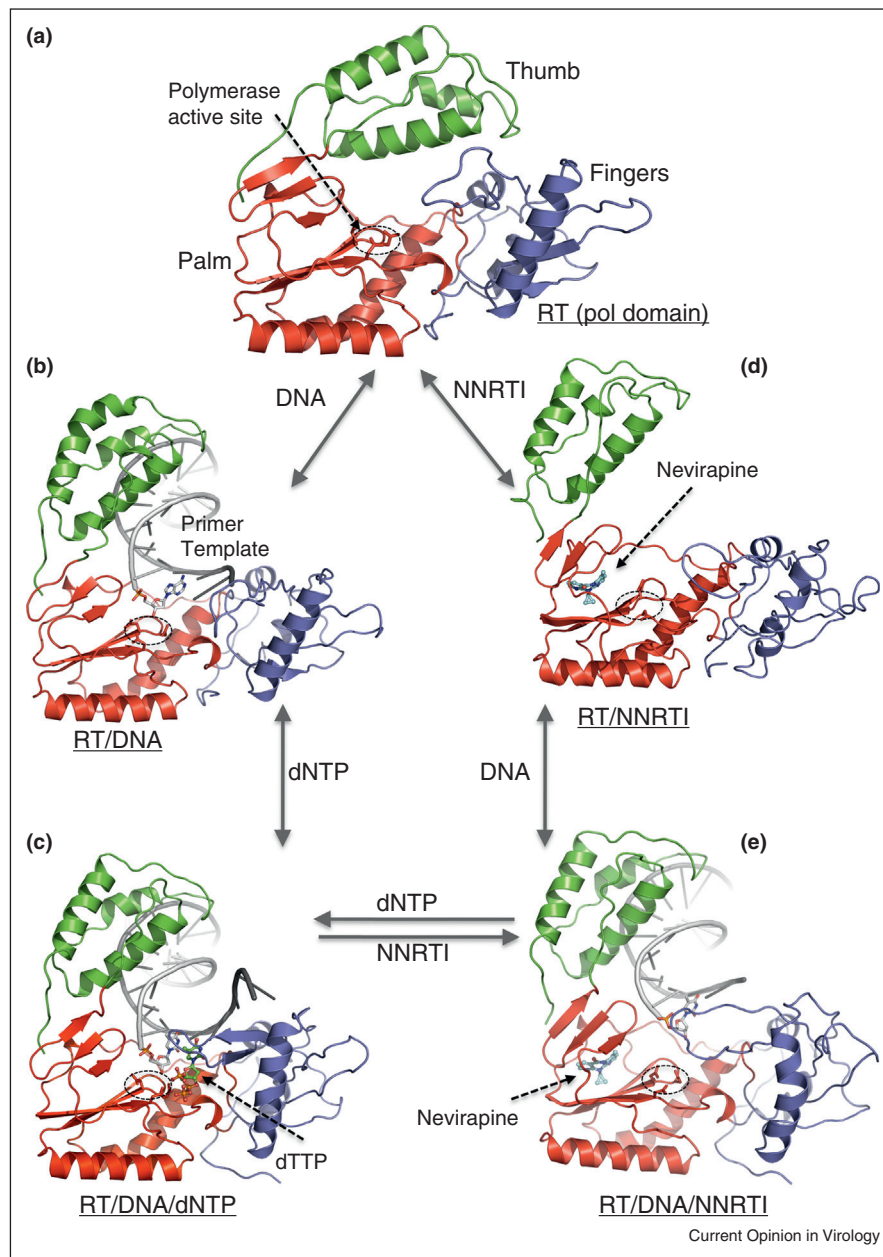 (a)
Thumb
Polymerase
active site
Fingers
Palm
RT (pol domain)
(b)
DNA
NNRTI
(d)
Nevirapine
Primer
Template
RT/DNA
RT/NNRTI
dNTP
DNA
(c)
(e)
dNTP
NNRTI
Nevirapine
dTTP
RT/DNA/dNTP
RT/DNA/NNRTI
Current Opinion in Virology